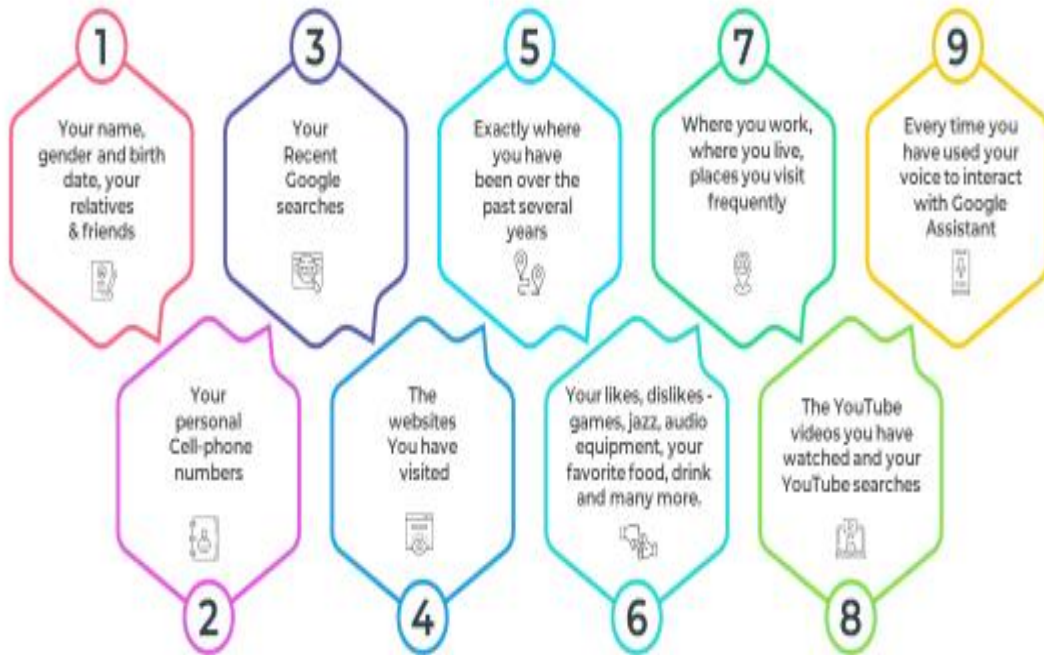 1
Your name,
gender and birth
date, your
relatives
& friends
2
Your
personal
Cell-phone
numbers
3
Your
Recent
Google
searches
4
The
websites
You have
visited
5
Exactly where
you have
been over the
past several
years
6
Your likes, dislikes -
games, jazz, audio
equipment, your
favorite food, drink
and many more.
7
Where you work,
where you live,
places you visit
frequently
8
The YouTube
videos you have
watched and your
YouTube searches
9
Every time you
have used your
voice to interact
with Google
Assistant